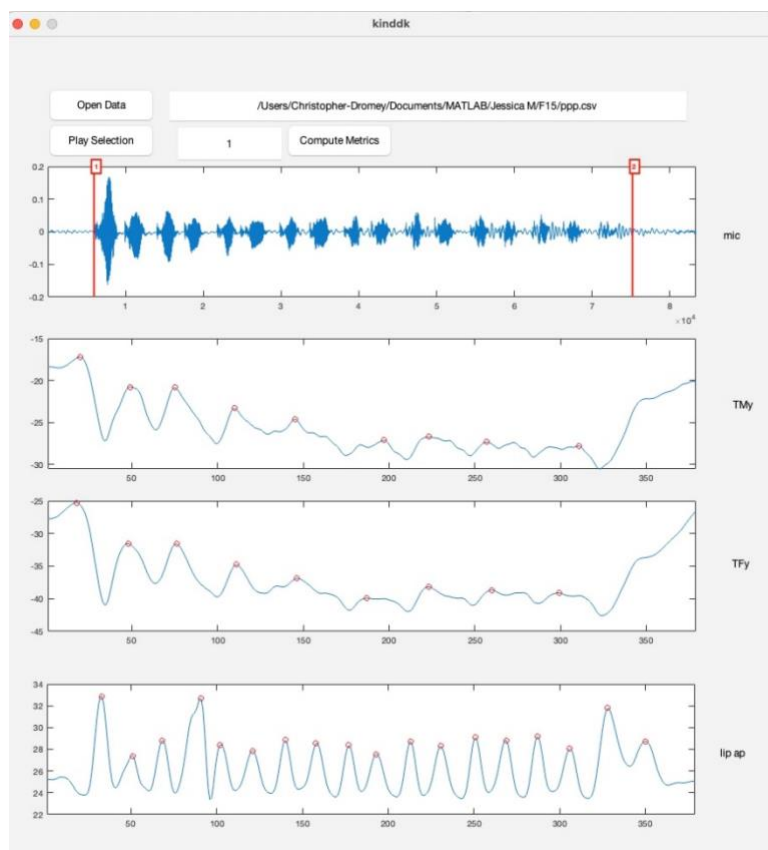 kinddk
Open Data /Users/Christopher-Dromey/Documents/MATLAB/Jessica M/F15/ppp.csv
Play Selection 1 Compute Metrics
1 2
0.2
0.1
0
-0.1
-0.2
mic
1 2 3 4 5 6 7 8
×10⁴
-15
-20
-25
-30
TMy
50 100 150 200 250 300 350
-25
-30
-35
-40
-45
TFy
50 100 150 200 250 300 350
34
32
30
28
26
24
22
lip ap
50 100 150 200 250 300 350